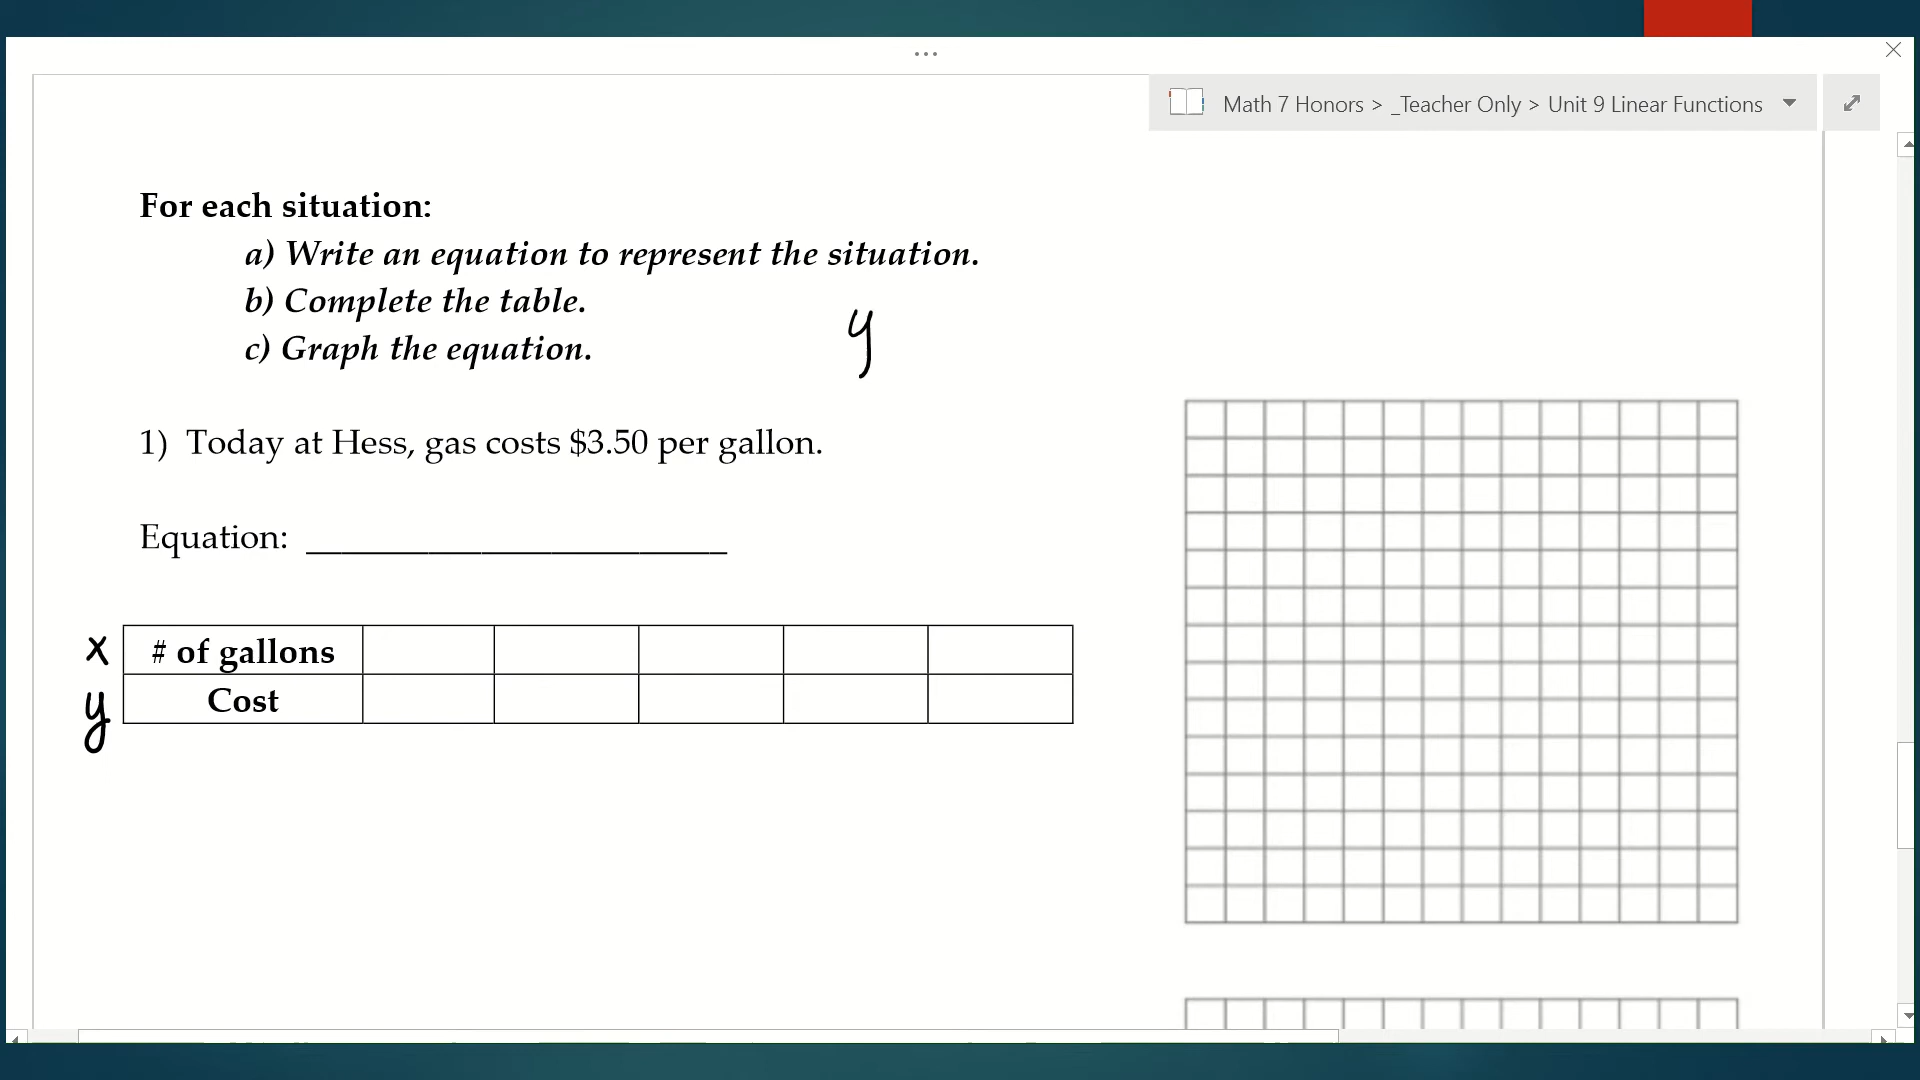 ...
Math 7 Honors > _Teacher Only > Unit 9 Linear Functions
For each situation:
a) Write an equation to represent the situation.
b) Complete the table.
c) Graph the equation.
y
1) Today at Hess, gas costs $3.50 per gallon.
Equation: ________________________
x # of gallons
y Cost